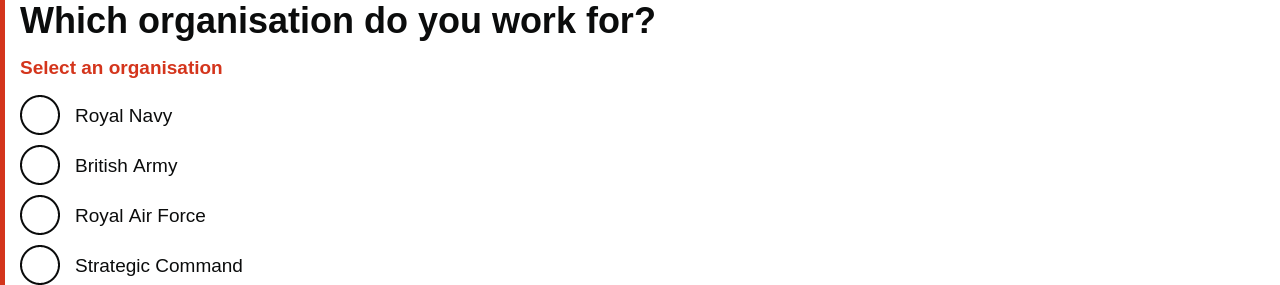 Which organisation do you work for?
Select an organisation
Royal Navy
British Army
Royal Air Force
Strategic Command